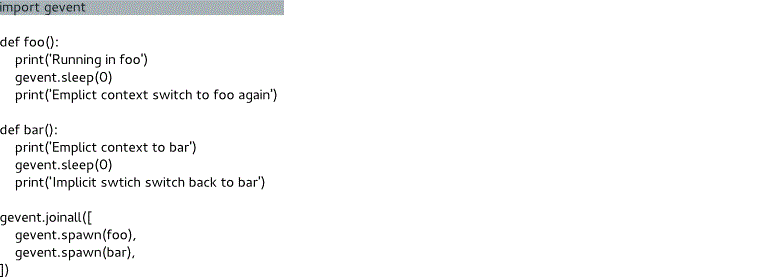 import gevent
def foo():
print('Running in foo')
gevent.sleep(0)
print('Emplict context switch to foo again')
def bar():
print('Emplict context to bar')
gevent.sleep(0)
print('Implicit swtich switch back to bar')
gevent.joinall([
gevent.spawn(foo),
gevent.spawn(bar),
])